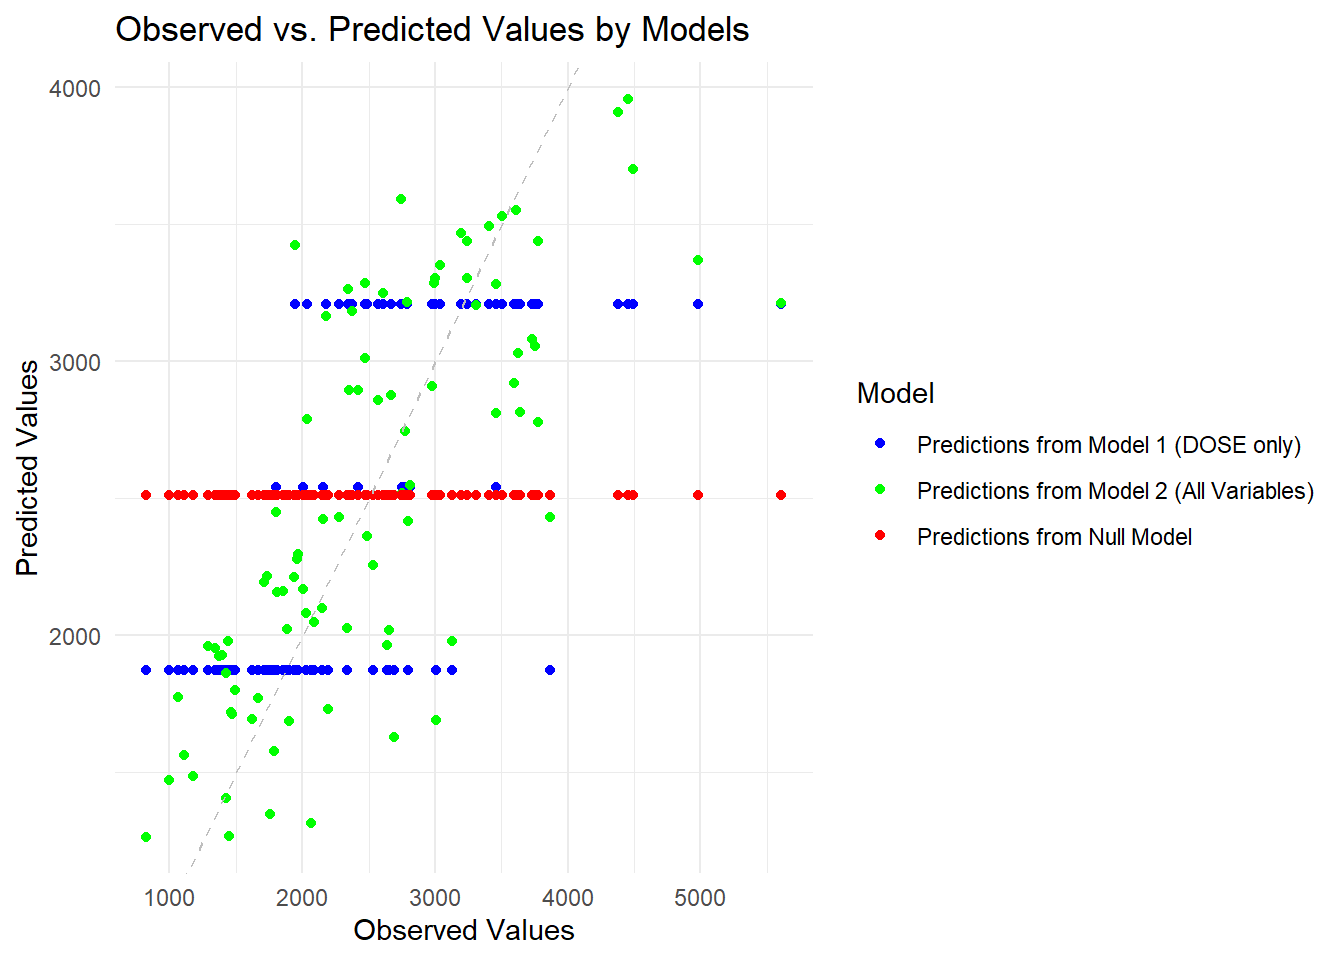 Observed vs. Predicted Values by Models
4000
3000
2000
Predicted Values
1000 2000 3000 4000 5000
Observed Values
Model
Predictions from Model 1 (DOSE only)
Predictions from Model 2 (All Variables)
Predictions from Null Model